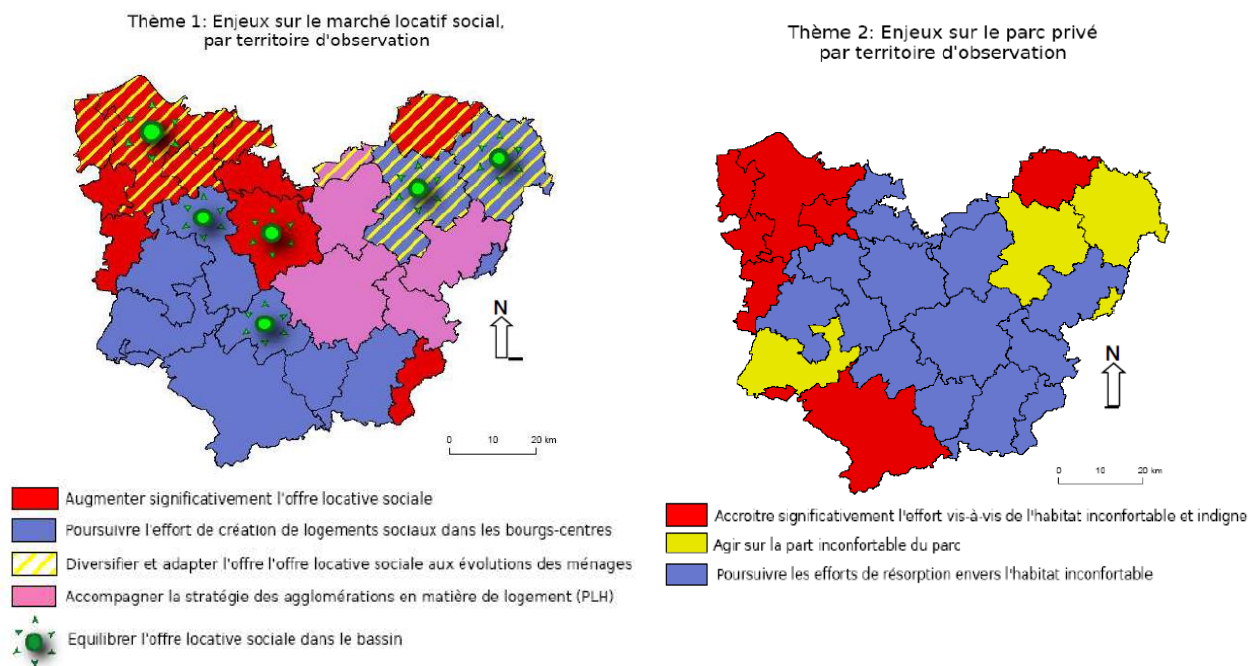 Thème 1: Enjeux sur le marché locatif social,
par territoire d'observation
N
0 10 20 km
Augmenter significativement l'offre locative sociale
Poursuivre l'effort de création de logements sociaux dans les bourgs-centres
Diversifier et adapter l'offre l'offre locative sociale aux évolutions des ménages
Accompagner la stratégie des agglomérations en matière de logement (PLH)
Equilibrer l'offre locative sociale dans le bassin
Thème 2: Enjeux sur le parc privé
par territoire d'observation
N
0 10 20 km
Accroitre significativement l'effort vis-à-vis de l'habitat inconfortable et indigne
Agir sur la part inconfortable du parc
Poursuivre les efforts de résorption envers l'habitat inconfortable